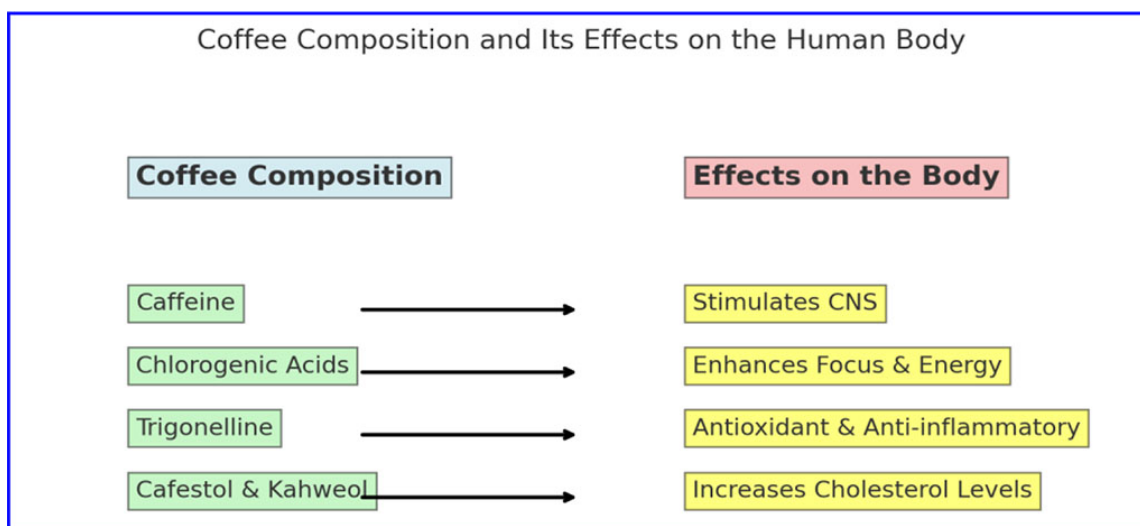 Coffee Composition and Its Effects on the Human Body
Coffee Composition
Effects on the Body
Caffeine
Stimulates CNS
Chlorogenic Acids
Enhances Focus & Energy
Trigonelline
Antioxidant & Anti-inflammatory
Cafestol & Kahweol
Increases Cholesterol Levels